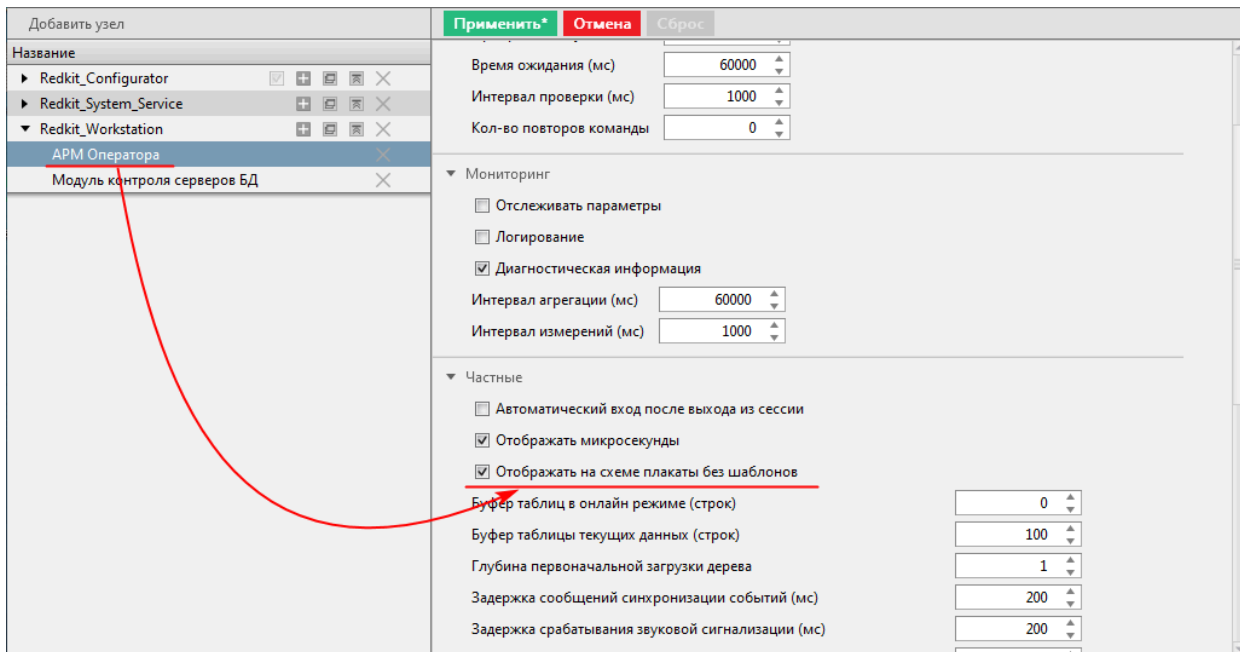 Добавить узел
Применить* Отмена Сброс
Название
Redkit_Configurator
Redkit_System_Service
Redkit_Workstation
АРМ Оператора
Модуль контроля серверов БД
Время ожидания (мс) 60000
Интервал проверки (мс) 1000
Кол-во повторов команды 0
Мониторинг
Отслеживать параметры
Логирование
Диагностическая информация
Интервал агрегации (мс) 60000
Интервал измерений (мс) 1000
Частные
Автоматический вход после выхода из сессии
Отображать микросекунды
Отображать на схеме плакаты без шаблонов
Буфер таблиц в онлайн режиме (строк) 0
Буфер таблицы текущих данных (строк) 100
Глубина первоначальной загрузки дерева 1
Задержка сообщений синхронизации событий (мс) 200
Задержка срабатывания звуковой сигнализации (мс) 200